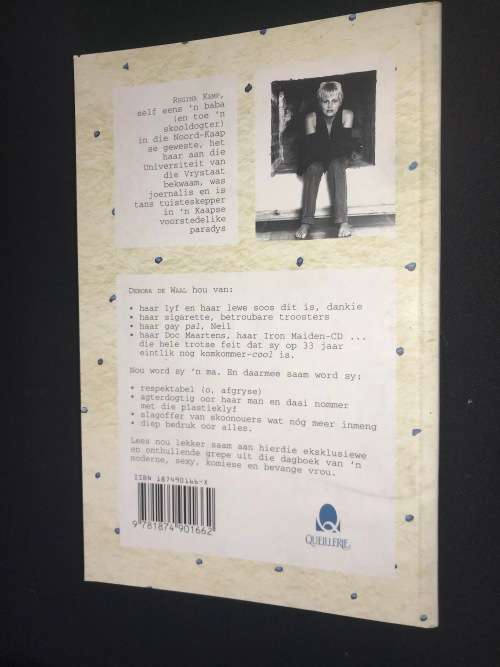 REGINA KEMP,
self eens 'n baba
(en toe 'n
skooldogter)
in die Noord-Kaap
se geweste, het
haar aan die
Universiteit van
die Vrystaat
bekwaam, was
joernalis en is
tans tuisteskepper
in 'n Kaapse
voorstedelike
paradys
DEBORA DE WAAL hou van:
• haar lyf en haar lewe soos dit is, dankie
• haar sigarette, betroubare troosters
• haar gay pal, Neil
• haar Doc Maartens, haar Iron Maiden-CD ...
die hele trotse feit dat sy op 33 jaar
eintlik nog komkommer-cool is.
Nou word sy 'n ma. En daarmee saam word sy:
• respektabel (o, afgryse)
• agterdogtig oor haar man en daai nommer
met die plastieklyf
• slagoffer van skoonouers wat nóg meer inmeng
• diep bedruk oor alles.
Lees nou lekker saam aan hierdie eksklusiewe
en onthullende grepe uit die dagboek van 'n
moderne, sexy, komiese en bevange vrou.
ISBN 187490166-X
9 781874 901662
QUEILLERIE